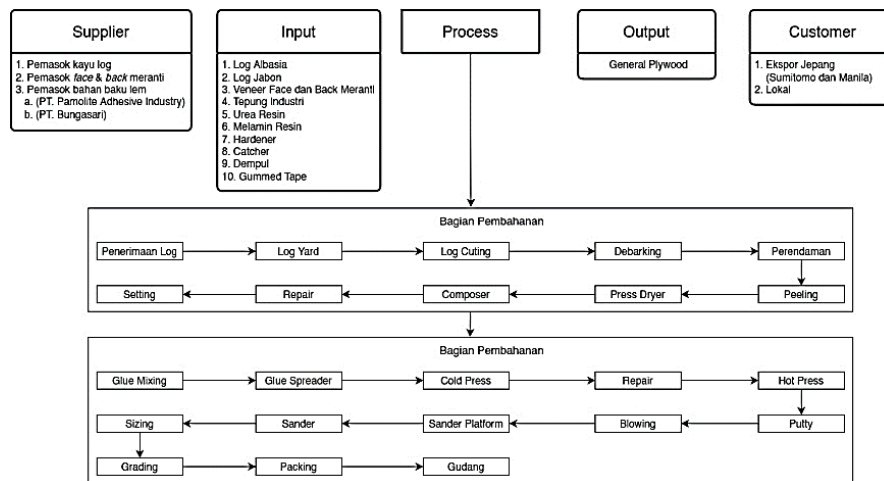 Supplier
1. Pemasok kayu log
2. Pemasok face & back meranti
3. Pemasok bahan baku lem
a. (PT. Pamolite Adhesive Industry)
b. (PT. Bungasari)
Input
1. Log Albasia
2. Log Jabon
3. Veneer Face dan Back Meranti
4. Tepung Industri
5. Urea Resin
6. Melamin Resin
7. Hardener
8. Catcher
9. Dempul
10. Gummed Tape
Process
Output
General Plywood
Customer
1. Ekspor Jepang
(Sumitomo dan Manila)
2. Lokal
Bagian Pembahanan
Penerimaan Log
Log Yard
Log Cuting
Debarking
Perendaman
Peeling
Press Dryer
Composer
Repair
Setting
Bagian Pembahanan
Glue Mixing
Glue Spreader
Cold Press
Repair
Hot Press
Putty
Blowing
Sander Platform
Sander
Sizing
Grading
Packing
Gudang